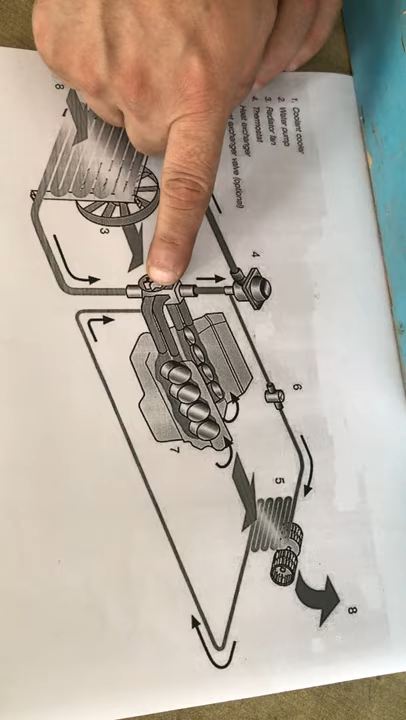 1. Coolant cooler
2. Water pump
3. Radiator fan
4. Thermostat
Heat exchanger
exchanger valve (optional)
8
3
4
6
7
5
8